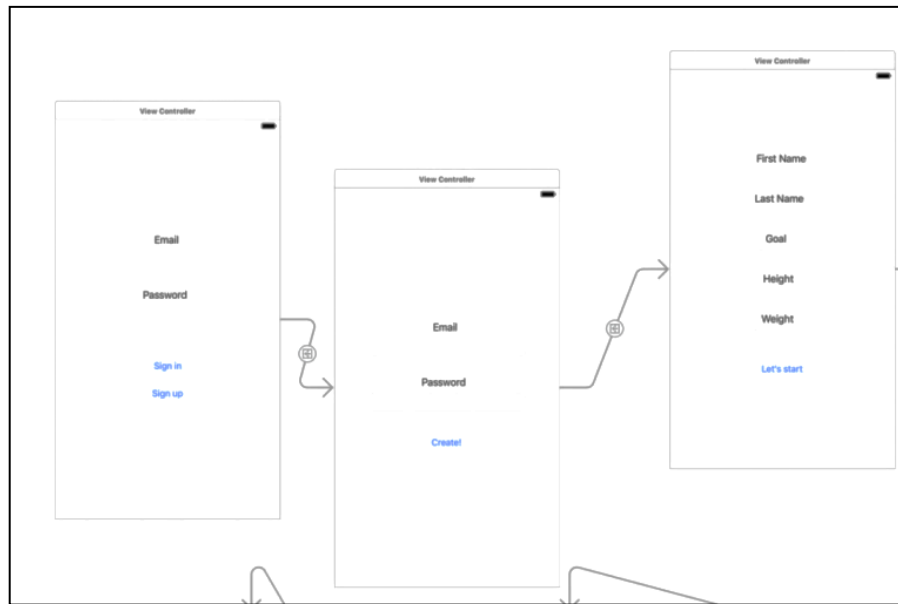 View Controller
Email
Password
Sign in
Sign up
View Controller
Email
Password
Create!
View Controller
First Name
Last Name
Goal
Height
Weight
Let's start